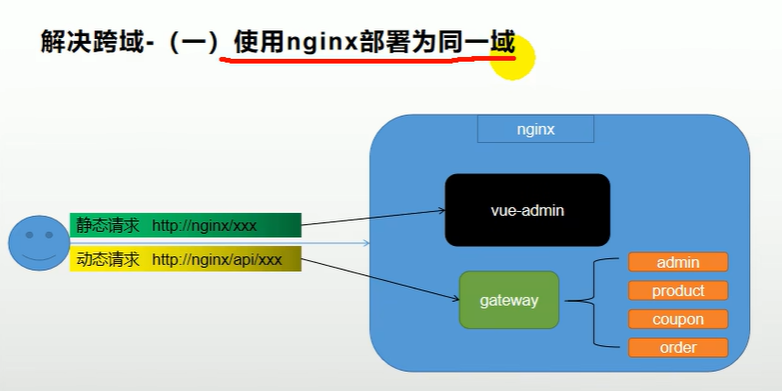 解决跨域-（一）使用nginx部署为同一域
nginx
vue-admin
静态请求 http://nginx/xxx
动态请求 http://nginx/api/xxx
gateway
admin
product
coupon
order